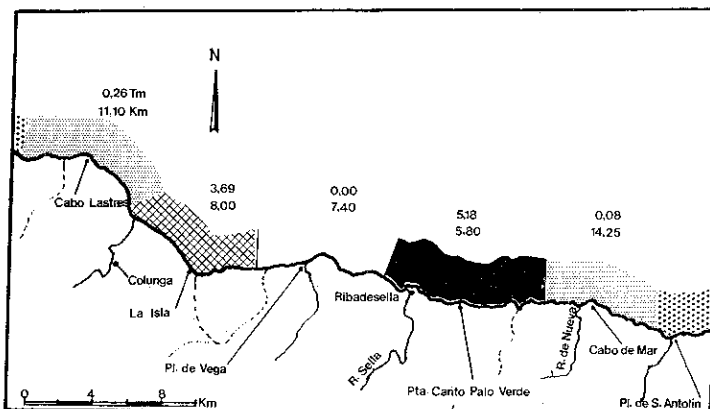 N
0,26 Tm
11,10 Km
3,69
8,00
0,00
7,40
5,18
5,80
0,08
14,25
Cabo Lastres
Colunga
La Isla
Pl. de Vega
Ribadesella
R. Sella
Pta. Carito Palo Verde
R. de Nueva
Cabo de Mar
Pl. de S. Antolín
0 4 8
Km